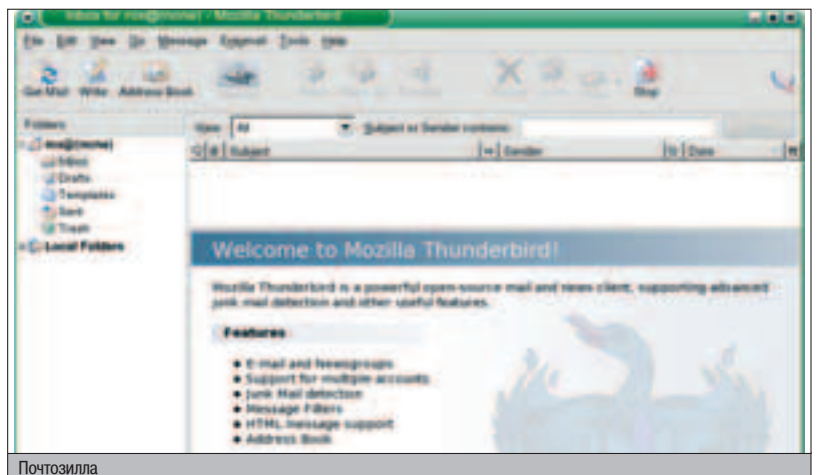 Inbox for rox@(none) - Mozilla Thunderbird
File Edit View Go Message Enigmail Tools Help
Get Mail Write Address Book Stop
Folders
View: All Subject or Sender contains:
Subject Sender Date
rox@(none)
Inbox
Drafts
Templates
Sent
Trash
Local Folders
Welcome to Mozilla Thunderbird!
Mozilla Thunderbird is a powerful open-source mail and news client, supporting advanced
junk mail detection and other useful features.
Features
E-mail and Newsgroups
Support for multiple accounts
Junk Mail detection
Message Filters
HTML message support
Address Book
Почтозилла